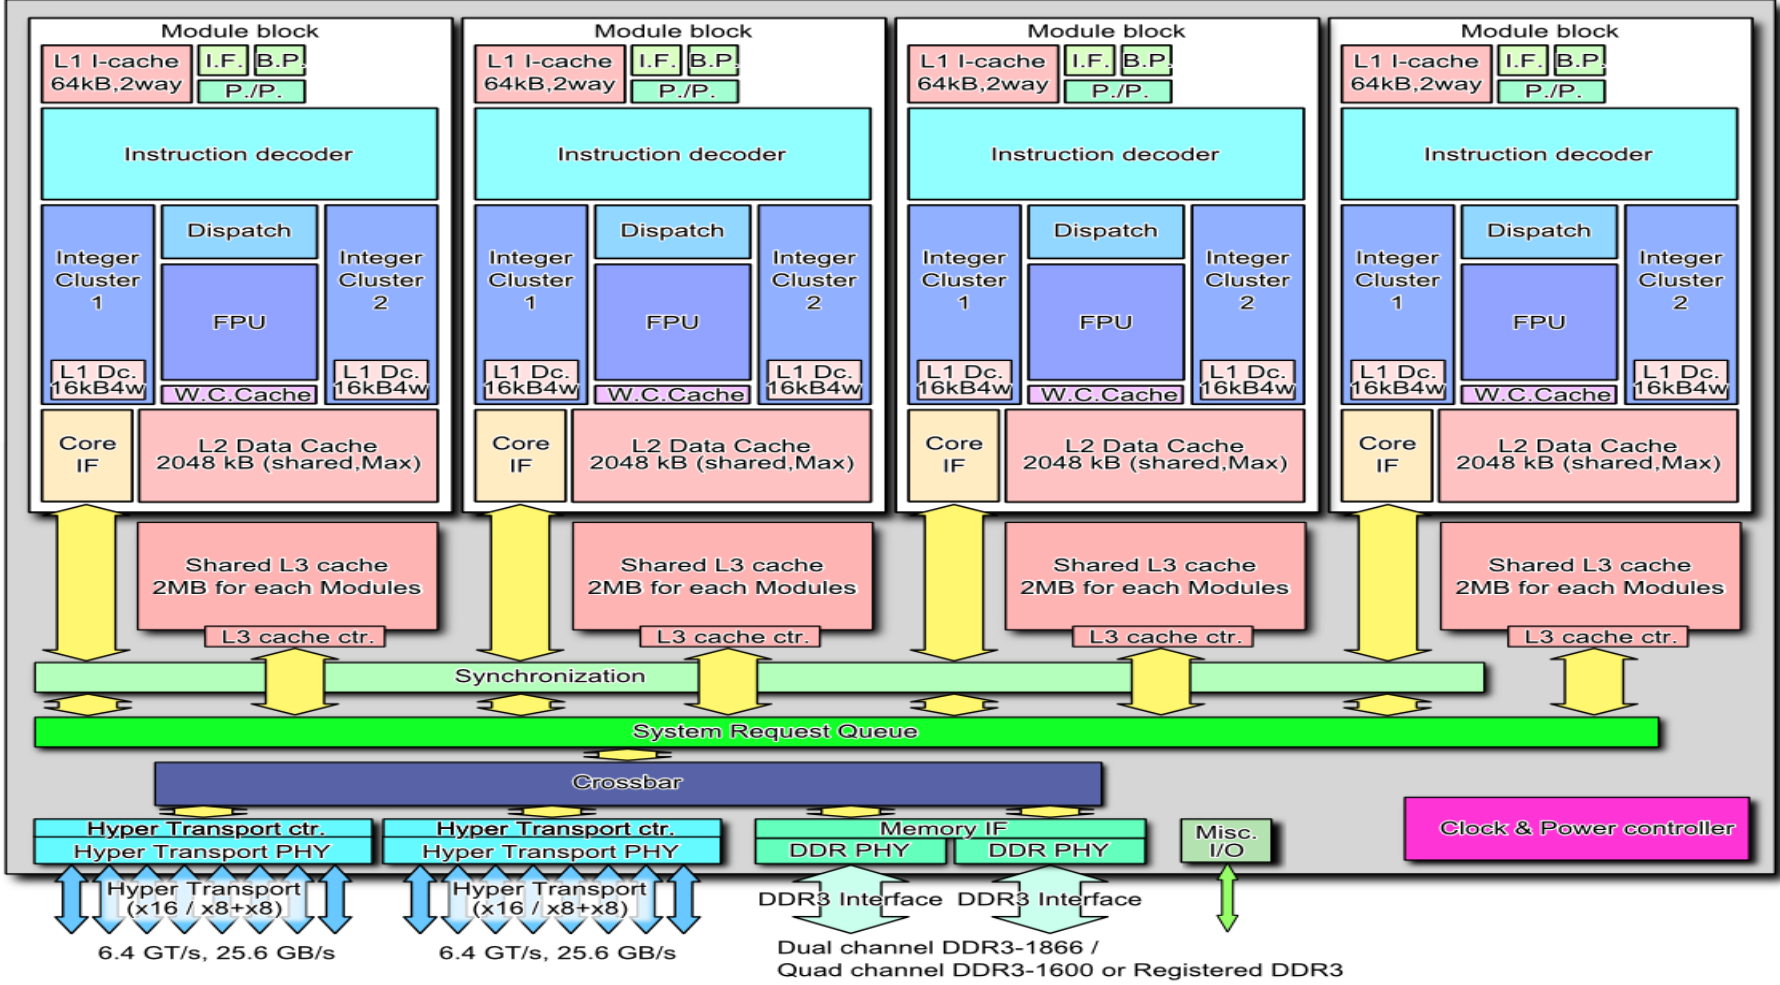 Module block
L1 I-cache
64kB,2way
I.F.
B.P.
P./P.
Instruction decoder
Integer
Cluster
1
Dispatch
Integer
Cluster
2
FPU
L1 Dc.
16kB4w
W.C.Cache
L1 Dc.
16kB4w
Core
IF
L2 Data Cache
2048 kB (shared,Max)
Module block
L1 I-cache
64kB,2way
I.F.
B.P.
P./P.
Instruction decoder
Integer
Cluster
1
Dispatch
Integer
Cluster
2
FPU
L1 Dc.
16kB4w
W.C.Cache
L1 Dc.
16kB4w
Core
IF
L2 Data Cache
2048 kB (shared,Max)
Module block
L1 I-cache
64kB,2way
I.F.
B.P.
P./P.
Instruction decoder
Integer
Cluster
1
Dispatch
Integer
Cluster
2
FPU
L1 Dc.
16kB4w
W.C.Cache
L1 Dc.
16kB4w
Core
IF
L2 Data Cache
2048 kB (shared,Max)
Module block
L1 I-cache
64kB,2way
I.F.
B.P.
P./P.
Instruction decoder
Integer
Cluster
1
Dispatch
Integer
Cluster
2
FPU
L1 Dc.
16kB4w
W.C.Cache
L1 Dc.
16kB4w
Core
IF
L2 Data Cache
2048 kB (shared,Max)
Shared L3 cache
2MB for each Modules
L3 cache ctr.
Shared L3 cache
2MB for each Modules
L3 cache ctr.
Shared L3 cache
2MB for each Modules
L3 cache ctr.
Shared L3 cache
2MB for each Modules
L3 cache ctr.
Synchronization
System Request Queue
Crossbar
Hyper Transport ctr.
Hyper Transport PHY
Hyper Transport ctr.
Hyper Transport PHY
Memory IF
DDR PHY
DDR PHY
Misc.
I/O
Clock & Power controller
Hyper Transport
(x16 / x8+x8)
6.4 GT/s, 25.6 GB/s
Hyper Transport
(x16 / x8+x8)
6.4 GT/s, 25.6 GB/s
DDR3 Interface
DDR3 Interface
Dual channel DDR3-1866 /
Quad channel DDR3-1600 or Registered DDR3